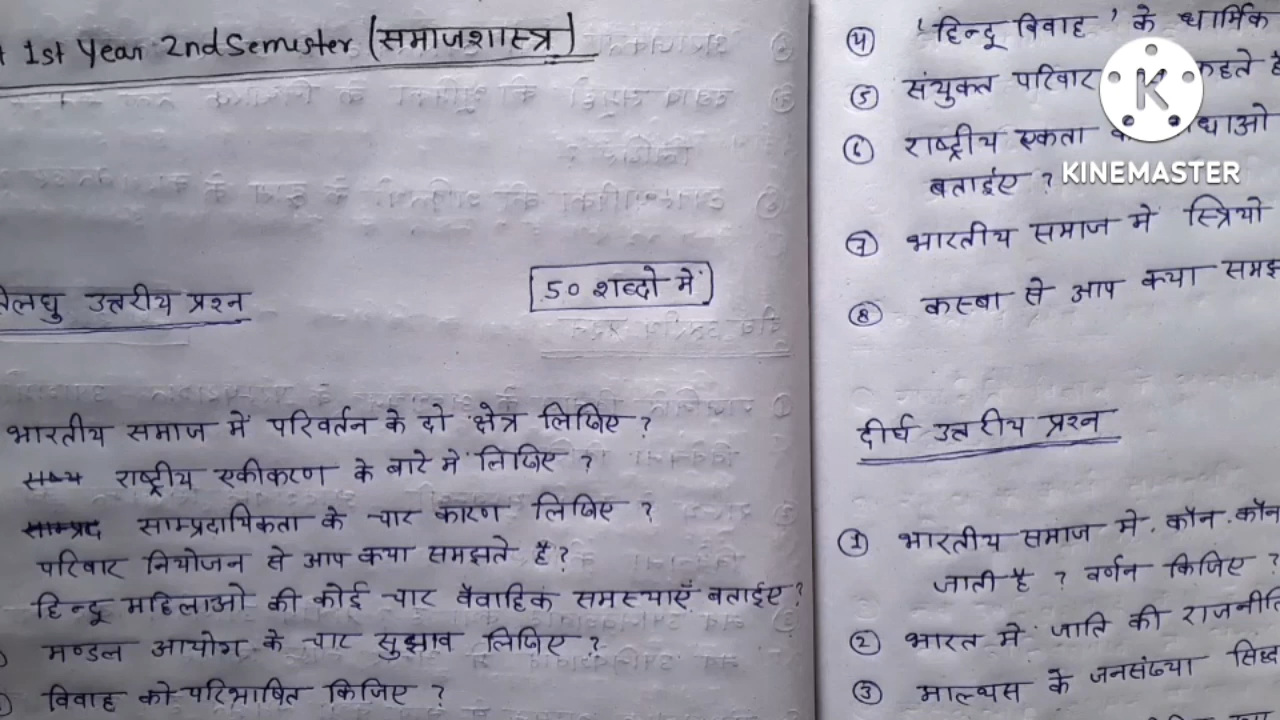 1st Year 2nd Semester (समाजशास्त्र)
उत्तरीय प्रश्न
50 शब्दो में
भारतीय समाज में परिवर्तन के दो क्षेत्र लिखिए ?
राष्ट्रीय एकीकरण के बारे में लिखिए ?
साम्प्रदायिकता के चार कारण लिखिए ?
परिवार नियोजन से आप क्या समझते है?
हिन्दू महिलाओ की कोई चार वैवाहिक समस्याएँ बताईए?
मण्डल आयोग के चार सुझाव लिखिए ?
विवाह को परिभाषित किजिए ?
④ 'हिन्दू विवाह' के धार्मिक
⑤ संयुक्त परिवार कहते
⑥ राष्ट्रीय एकता
बताईए ?
⑦ भारतीय समाज में स्त्रियो
⑧ कस्बा से आप क्या
दीर्घ उत्तरीय प्रश्न
① भारतीय समाज मे कौन कौन
जाती है ? वर्णन किजिए ?
② भारत मे जाति की
③ माल्थस के जनसंख्या
K
KINEMASTER